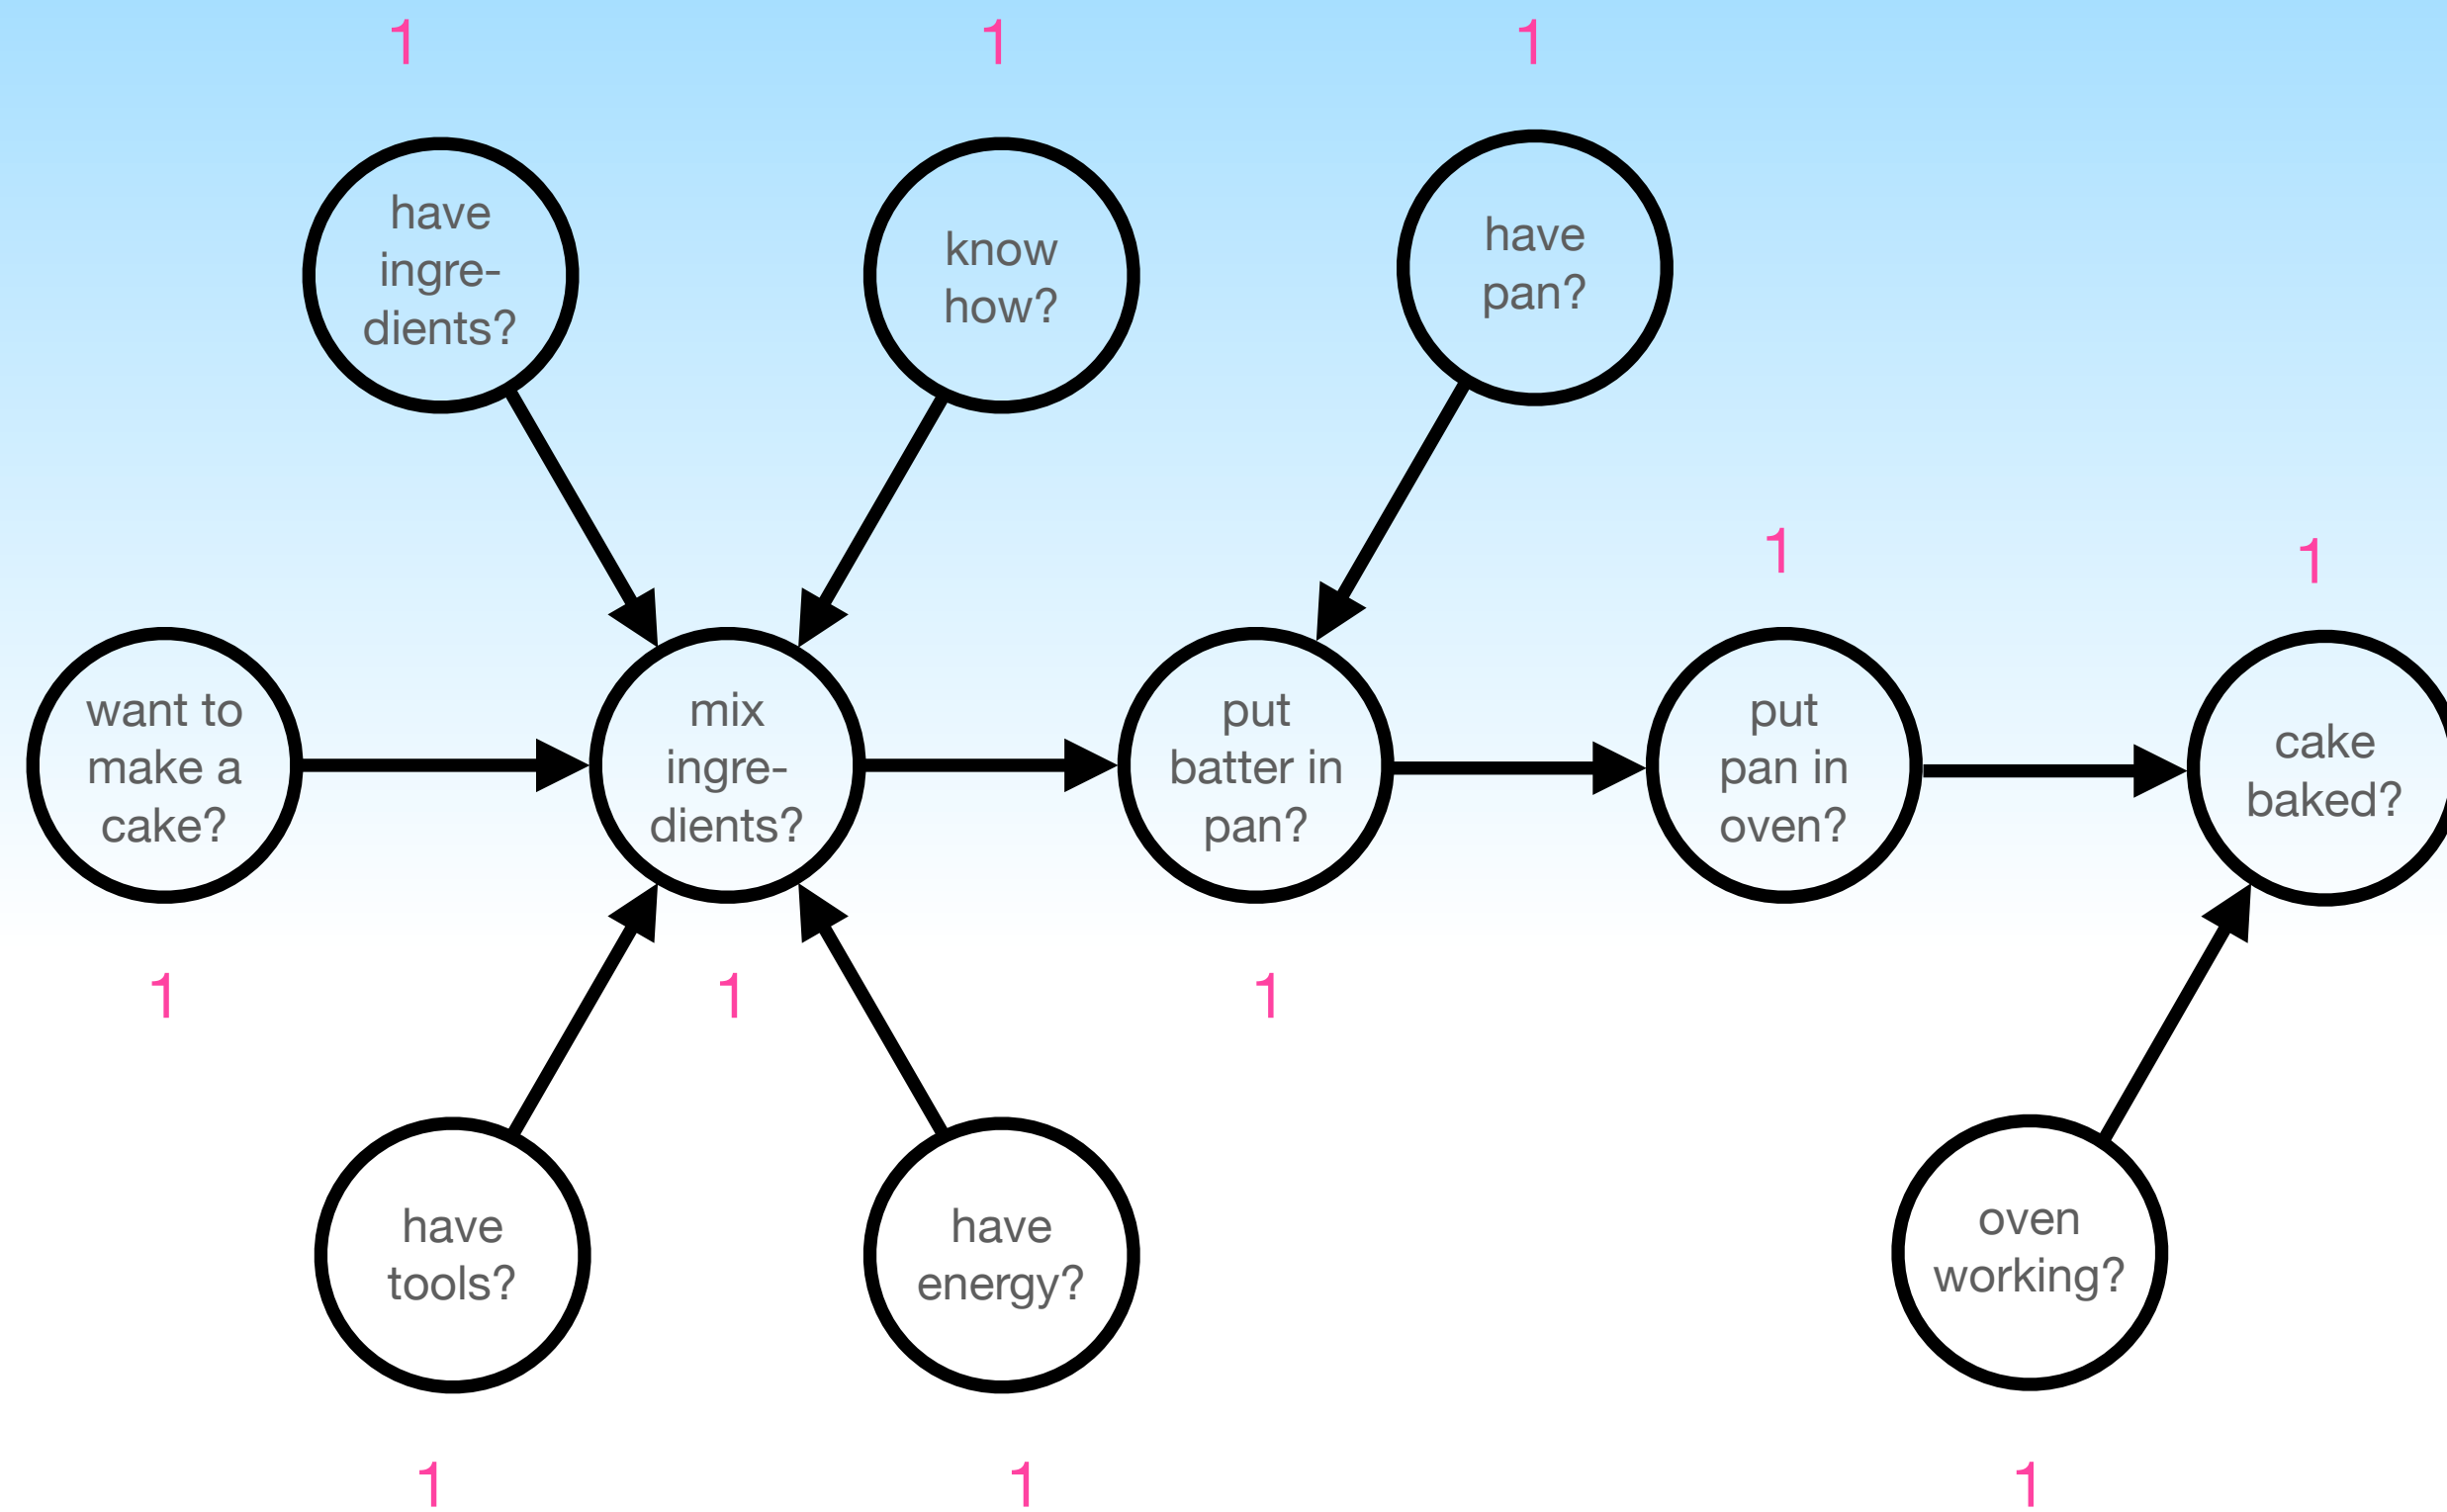 1
1
1
have
ingre-
dients?
know
how?
have
pan?
1
1
want to
make a
cake?
mix
ingre-
dients?
put
batter in
pan?
put
pan in
oven?
cake
baked?
1
1
1
have
tools?
have
energy?
oven
working?
1
1
1